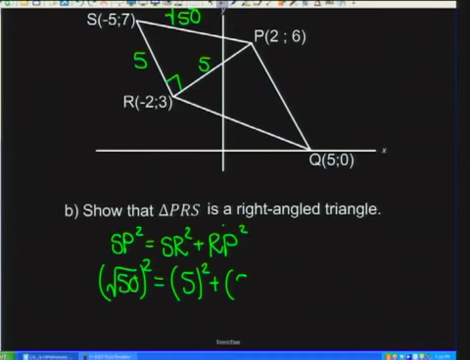 S(-5;7)
√50
P(2 ; 6)
5
5
R(-2;3)
x
Q(5;0)
b) Show that ΔPRS is a right-angled triangle.
SP² = SR² + RP²
(√50)² = (5)² + (